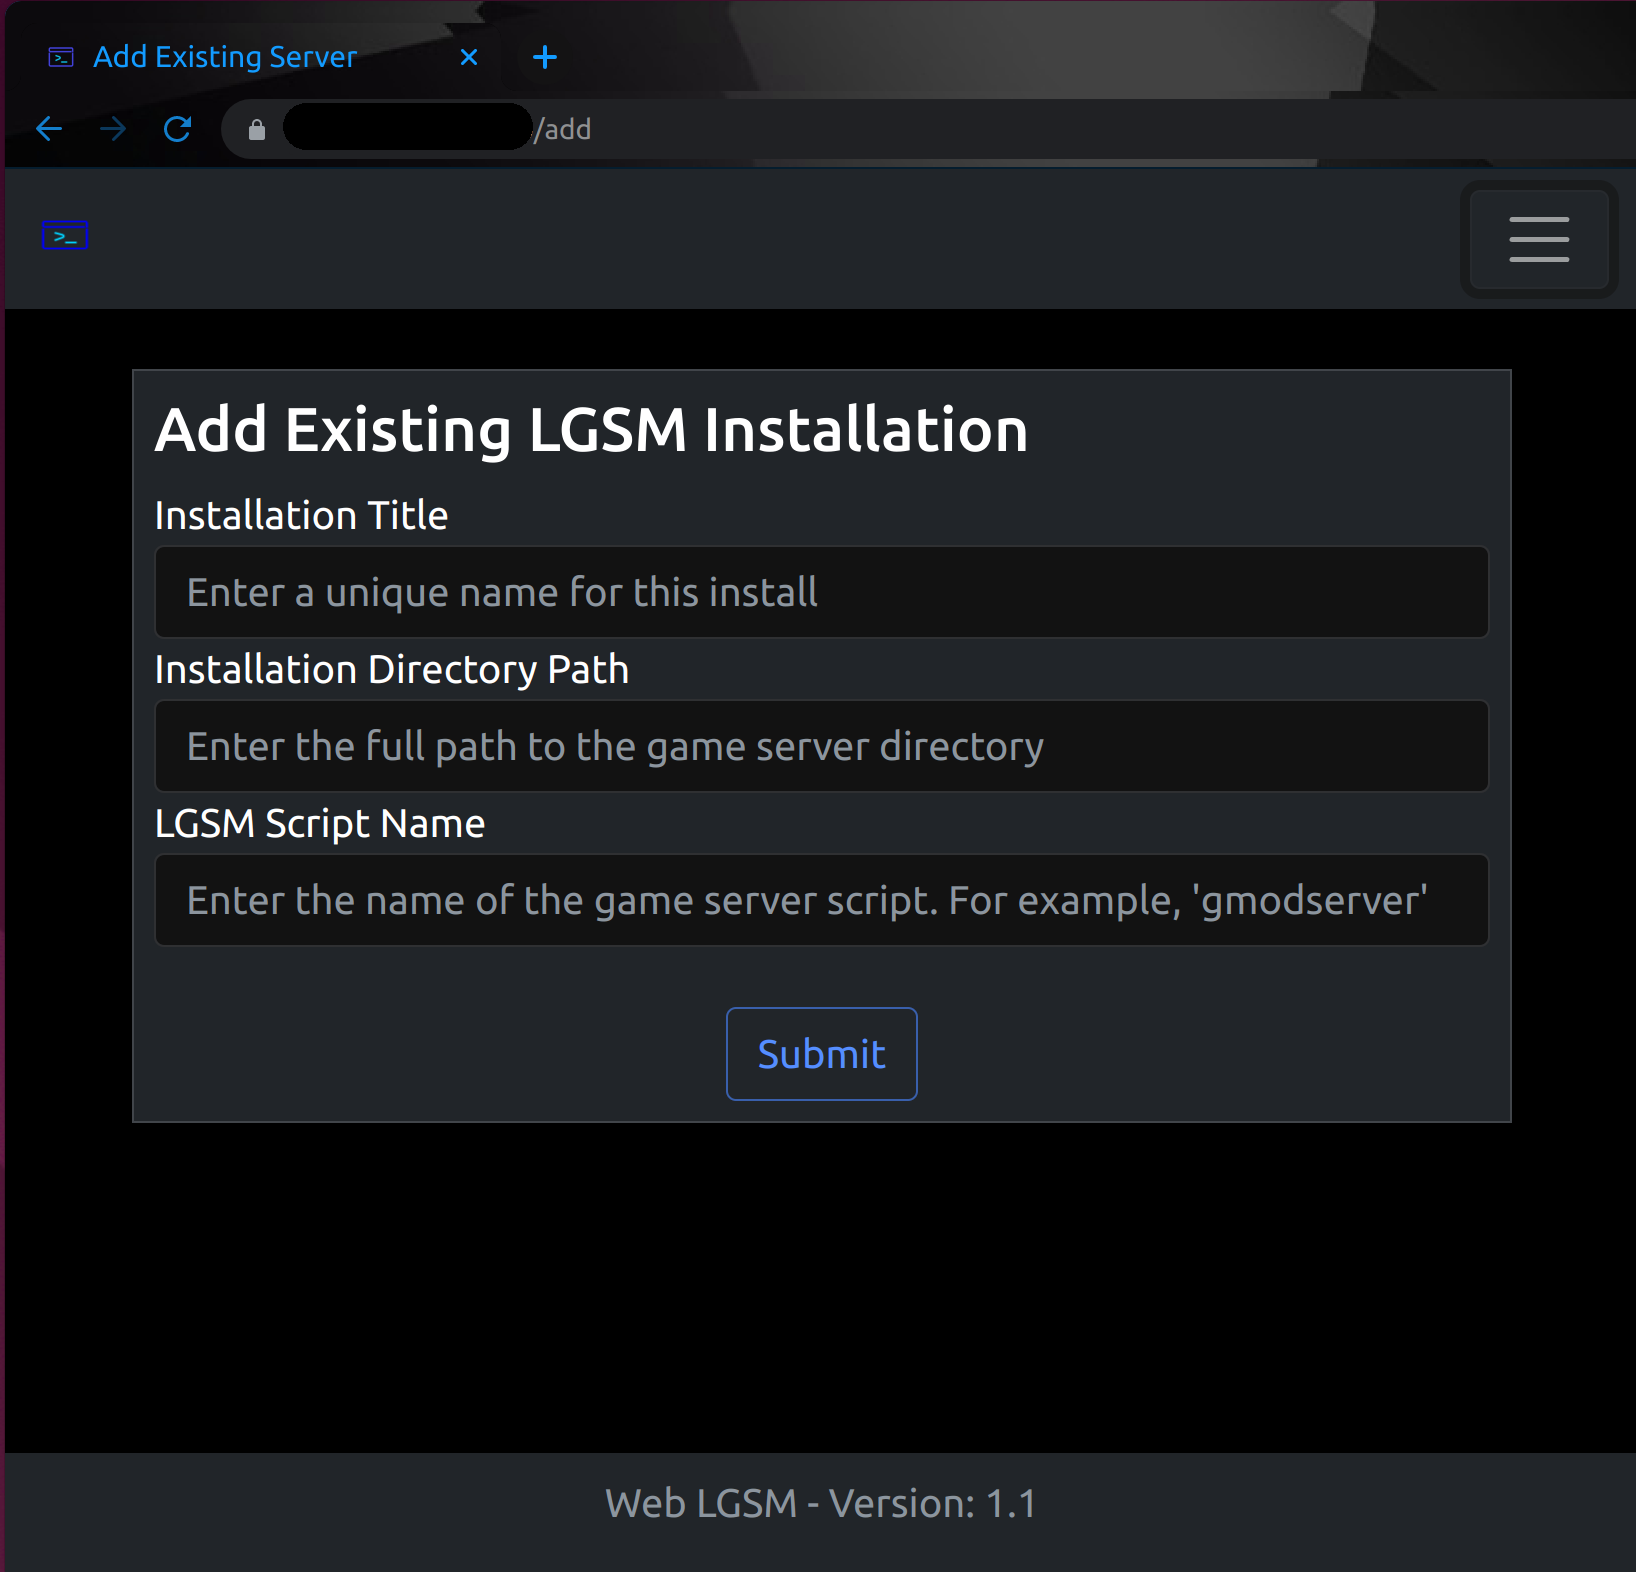 Add Existing Server
/add
>_
Add Existing LGSM Installation
Installation Title
Enter a unique name for this install
Installation Directory Path
Enter the full path to the game server directory
LGSM Script Name
Enter the name of the game server script. For example, 'gmodserver'
Submit
Web LGSM - Version: 1.1